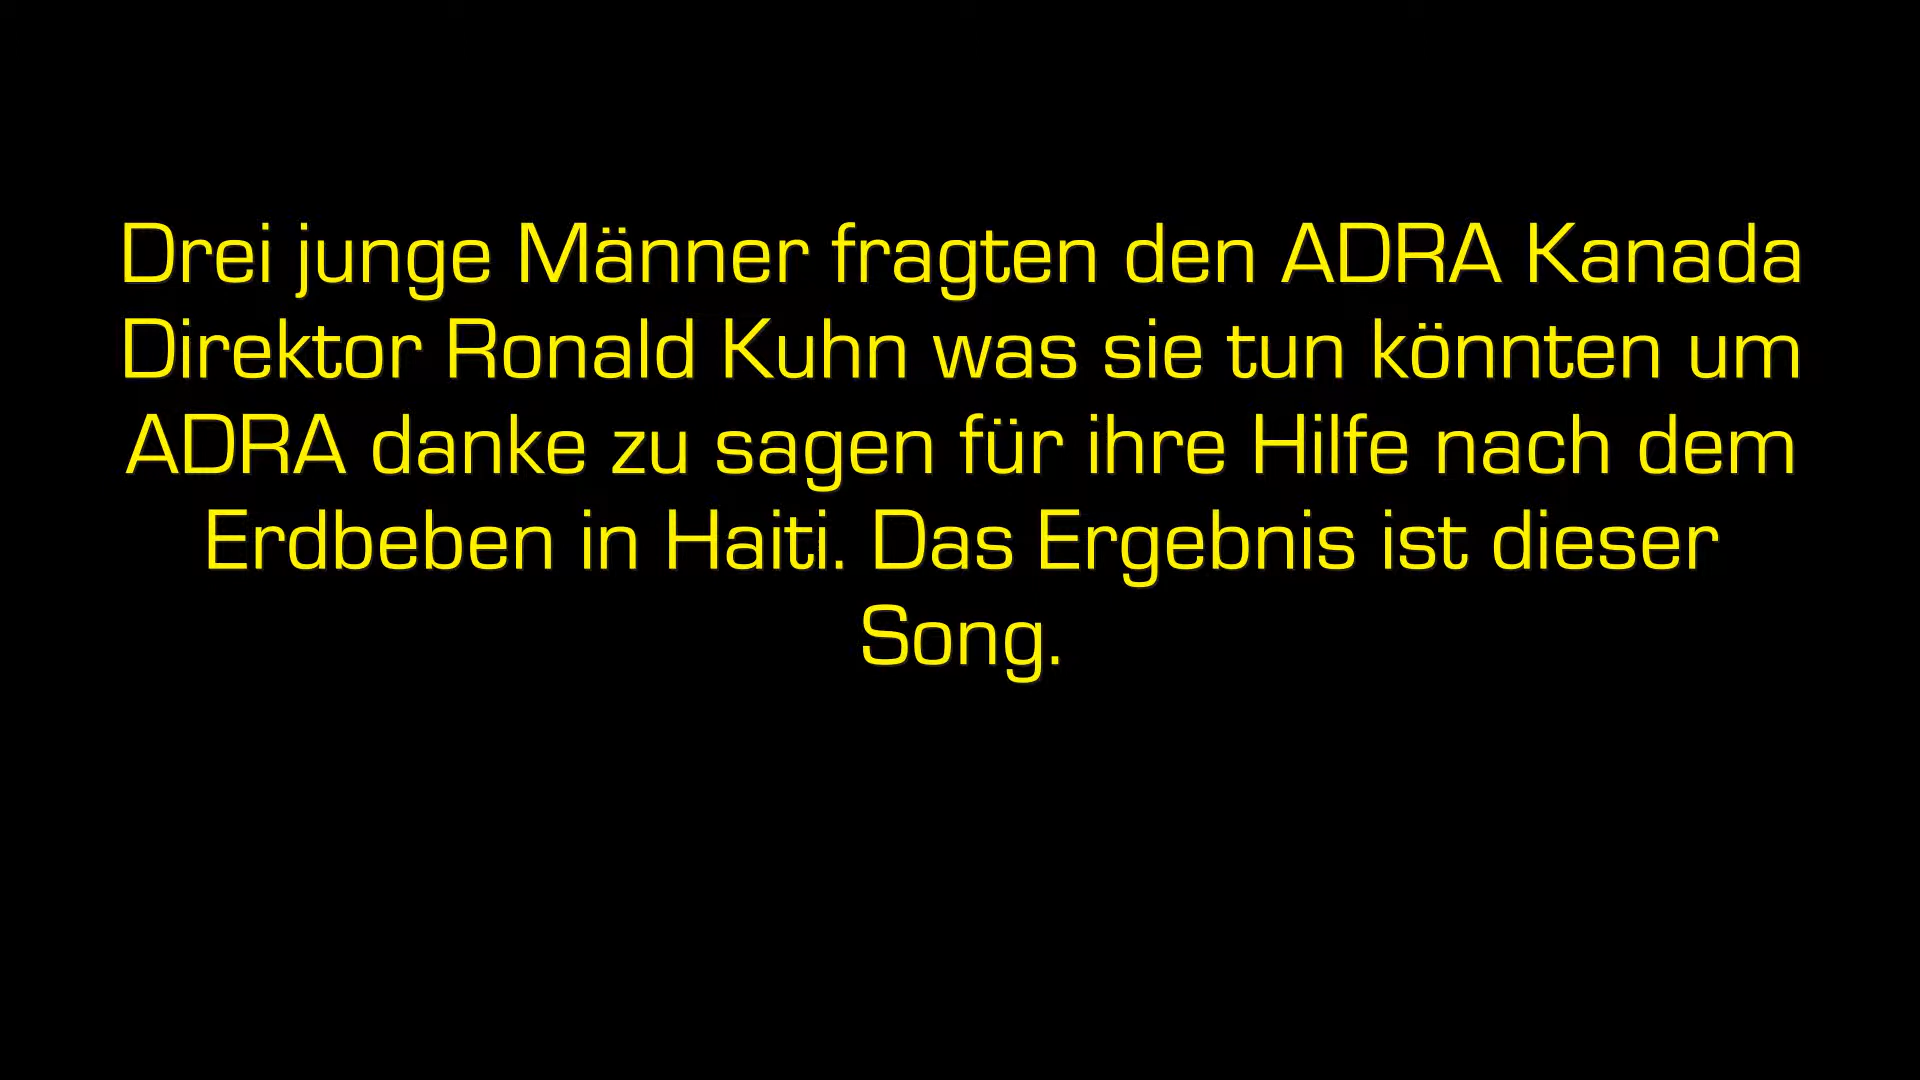 Drei junge Männer fragten den ADRA Kanada
Direktor Ronald Kuhn was sie tun könnten um
ADRA danke zu sagen für ihre Hilfe nach dem
Erdbeben in Haiti. Das Ergebnis ist dieser
Song.